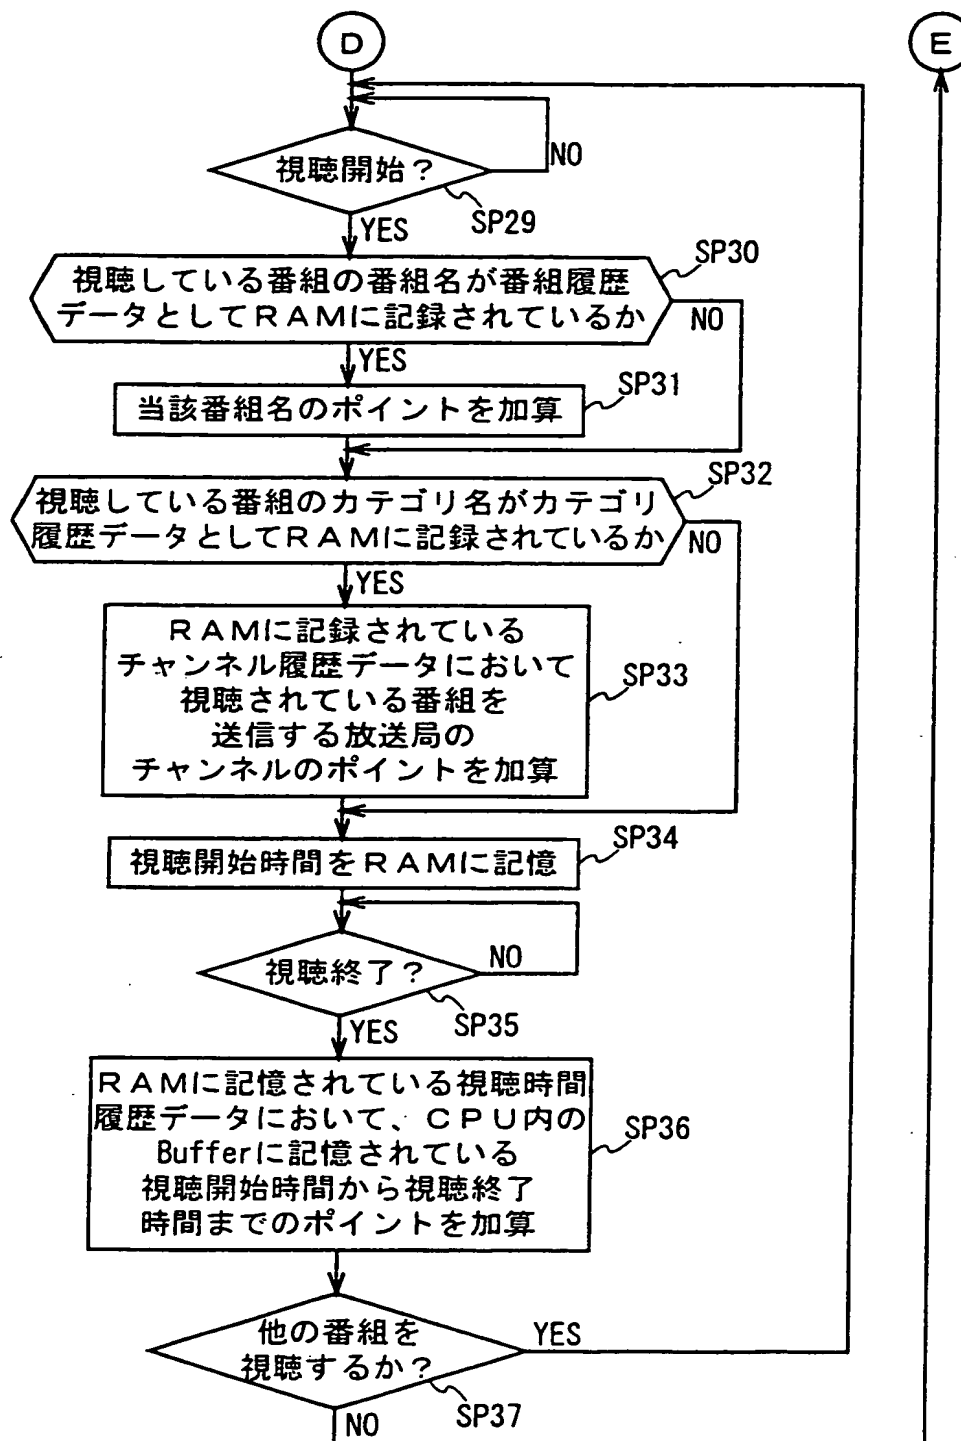 D
E
視聴開始?
NO
SP29
YES
SP30
視聴している番組の番組名が番組履歴
データとしてRAMに記録されているか
NO
YES
SP31
当該番組名のポイントを加算
SP32
視聴している番組のカテゴリ名がカテゴリ
履歴データとしてRAMに記録されているか
NO
YES
RAMに記録されている
チャンネル履歴データにおいて
視聴されている番組を
送信する放送局の
チャンネルのポイントを加算
SP33
SP34
視聴開始時間をRAMに記憶
視聴終了?
NO
SP35
YES
RAMに記憶されている視聴時間
履歴データにおいて、CPU内の
Bufferに記憶されている
視聴開始時間から視聴終了
時間までのポイントを加算
SP36
他の番組を
視聴するか?
YES
SP37
NO